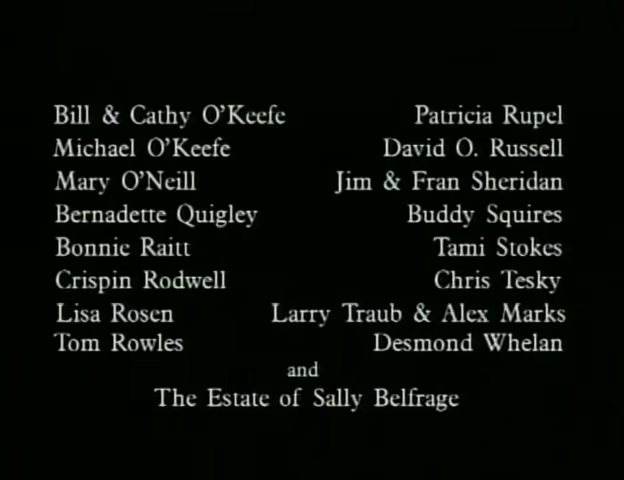 Bill & Cathy O'Keefe Patricia Rupel
Michael O'Keefe David O. Russell
Mary O'Neill Jim & Fran Sheridan
Bernadette Quigley Buddy Squires
Bonnie Raitt Tami Stokes
Crispin Rodwell Chris Tesky
Lisa Rosen Larry Traub & Alex Marks
Tom Rowles Desmond Whelan
and
The Estate of Sally Belfrage